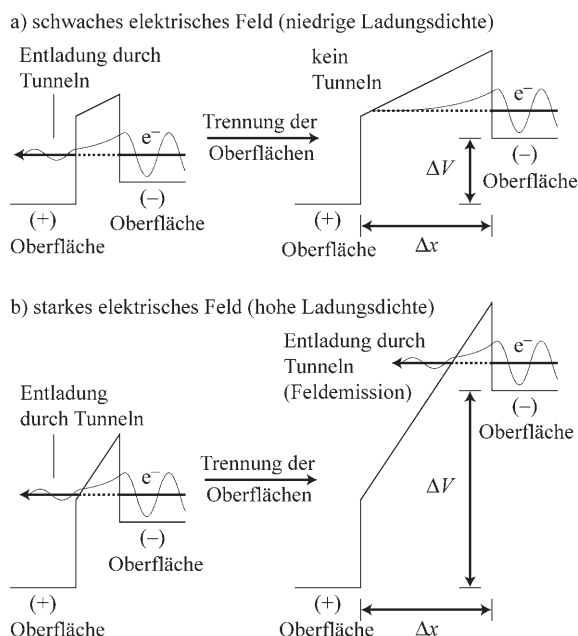 a) schwaches elektrisches Feld (niedrige Ladungsdichte)
Entladung durch
Tunneln
e⁻
(–)
Oberfläche
(+)
Oberfläche
Trennung der
Oberflächen
kein
Tunneln
e⁻
ΔV
(–)
Oberfläche
(+)
Oberfläche
Δx
b) starkes elektrisches Feld (hohe Ladungsdichte)
Entladung
durch Tunneln
e⁻
(–)
Oberfläche
(+)
Oberfläche
Trennung der
Oberflächen
Entladung durch
Tunneln
(Feldemission)
e⁻
(–)
Oberfläche
ΔV
(+)
Oberfläche
Δx